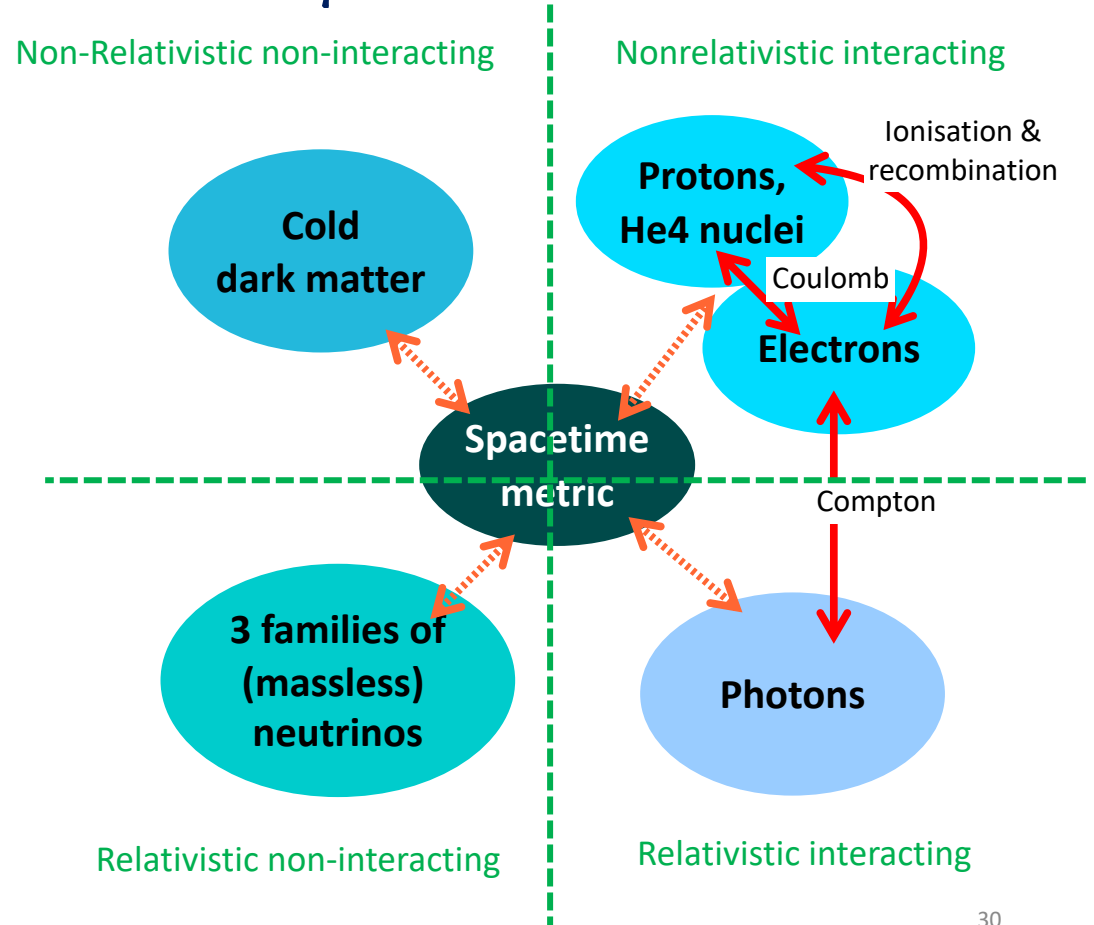 Non-Relativistic non-interacting
Nonrelativistic interacting
Ionisation &
recombination
Protons,
He4 nuclei
Cold
dark matter
Coulomb
Electrons
Spacetime
metric
Compton
3 families of
(massless)
neutrinos
Photons
Relativistic non-interacting
Relativistic interacting
30